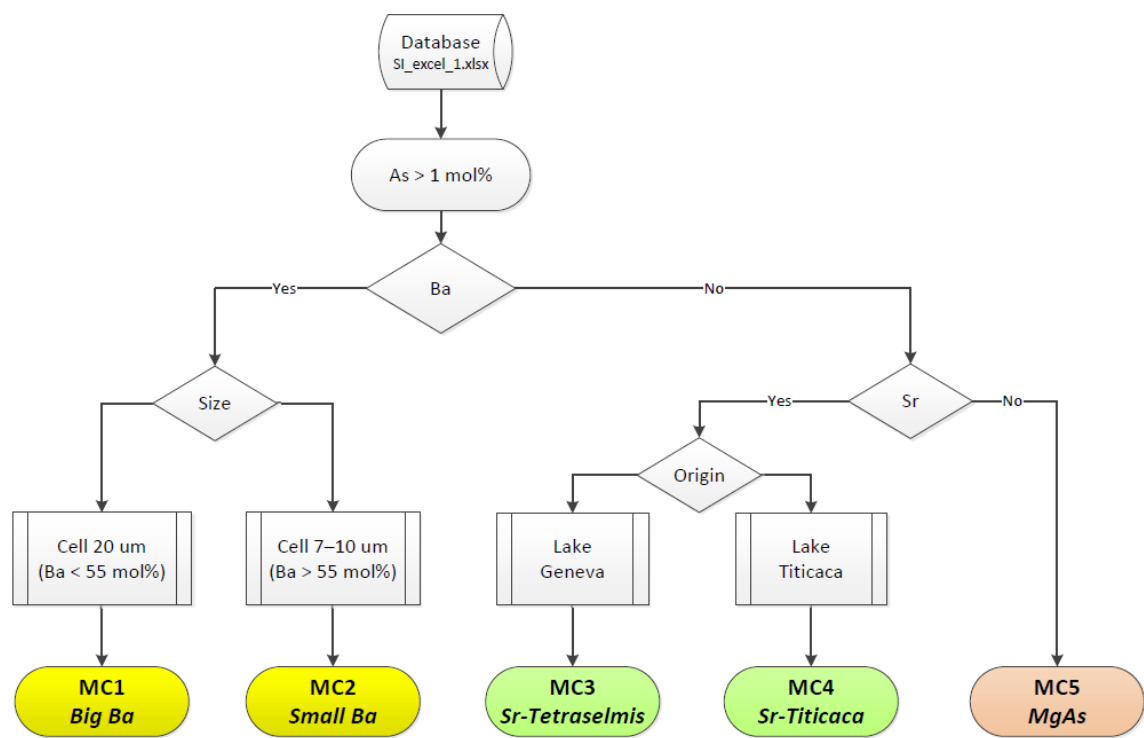 Database
SI_excel_1.xlsx
As > 1 mol%
Ba
Yes
No
Size
Sr
Yes
No
Origin
Cell 20 um
(Ba < 55 mol%)
Cell 7–10 um
(Ba > 55 mol%)
Lake
Geneva
Lake
Titicaca
MC1
Big Ba
MC2
Small Ba
MC3
Sr-Tetraselmis
MC4
Sr-Titicaca
MC5
MgAs